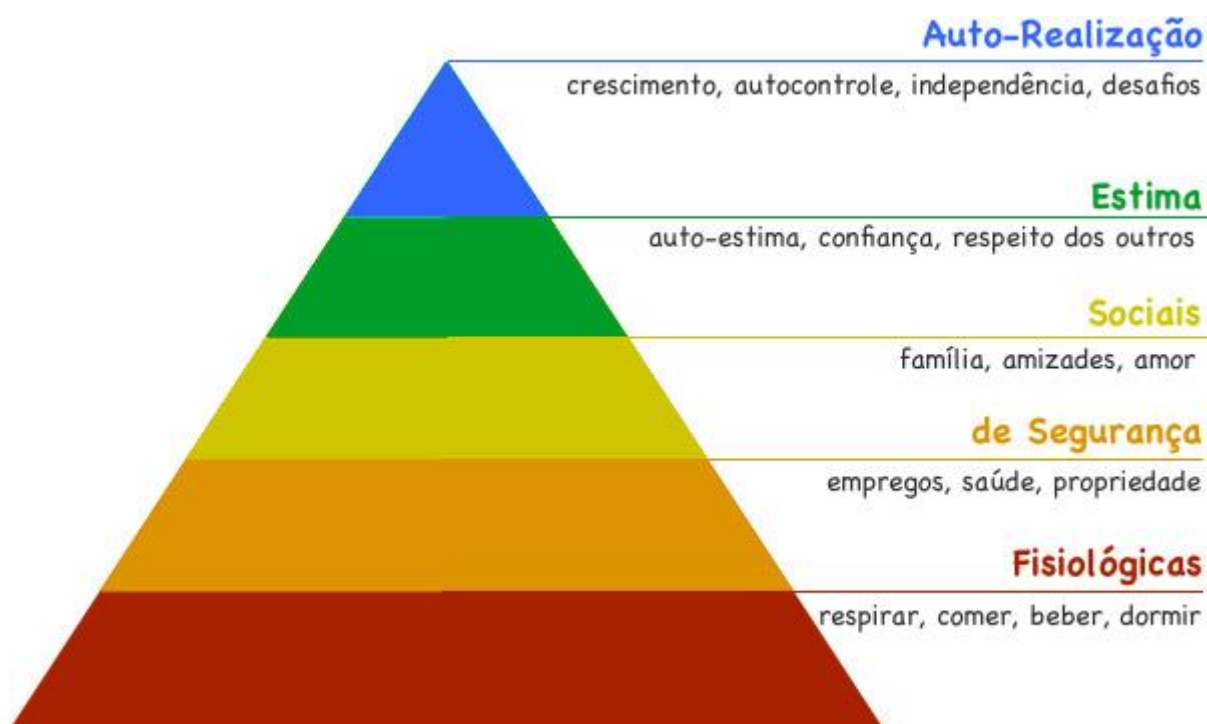 Auto-Realização
crescimento, autocontrole, independência, desafios
Estima
auto-estima, confiança, respeito dos outros
Sociais
família, amizades, amor
de Segurança
empregos, saúde, propriedade
Fisiológicas
respirar, comer, beber, dormir